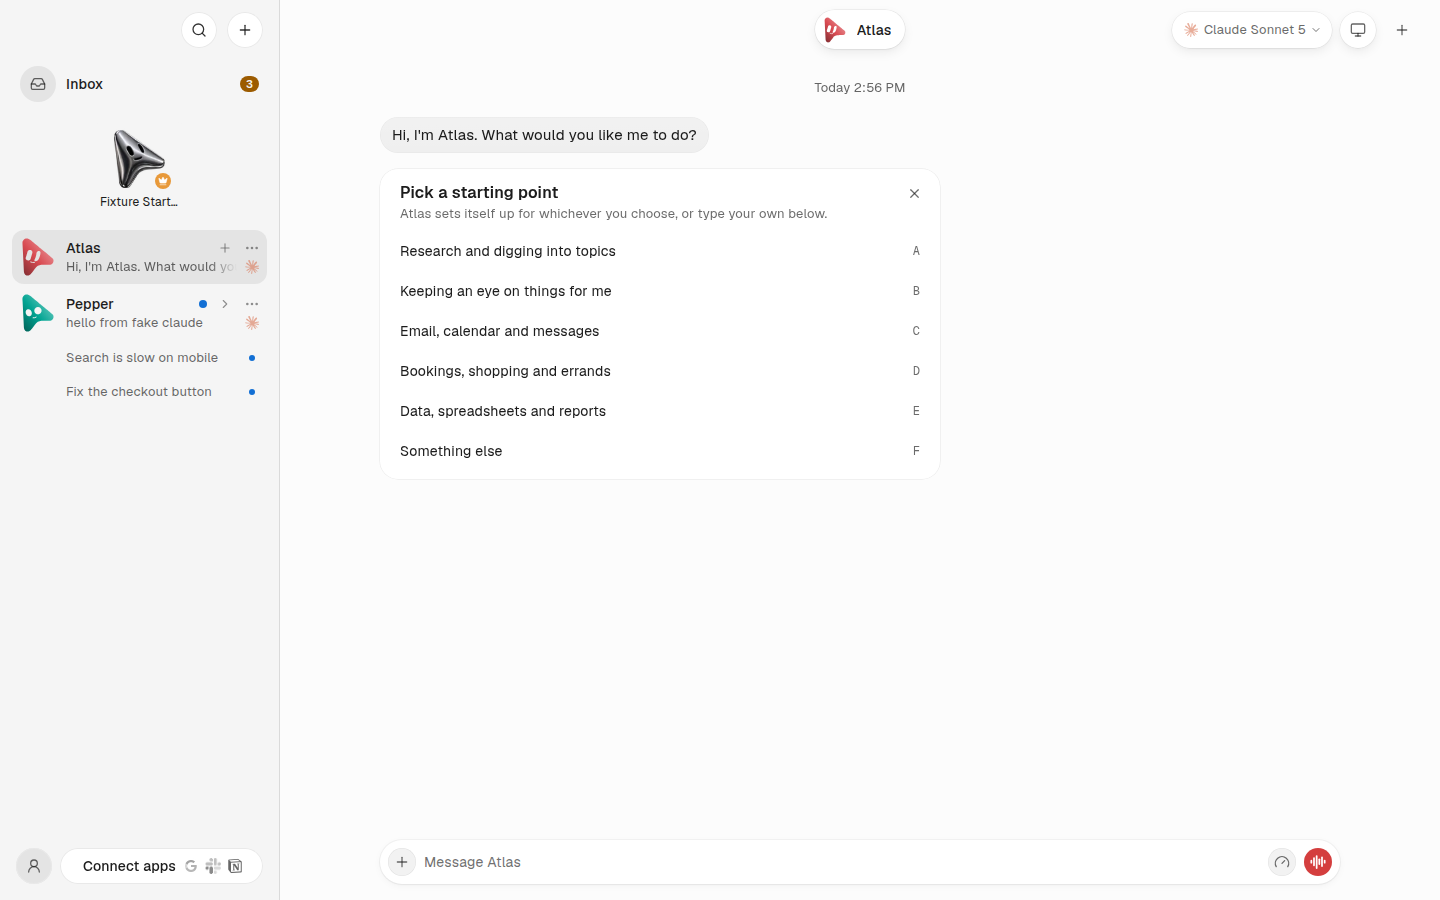 Inbox
3
Fixture Start...
Atlas
Hi, I'm Atlas. What would yo
Pepper
hello from fake claude
Search is slow on mobile
Fix the checkout button
Connect apps
Atlas
Claude Sonnet 5
Today 2:56 PM
Hi, I'm Atlas. What would you like me to do?
Pick a starting point
Atlas sets itself up for whichever you choose, or type your own below.
Research and digging into topics A
Keeping an eye on things for me B
Email, calendar and messages C
Bookings, shopping and errands D
Data, spreadsheets and reports E
Something else F
Message Atlas